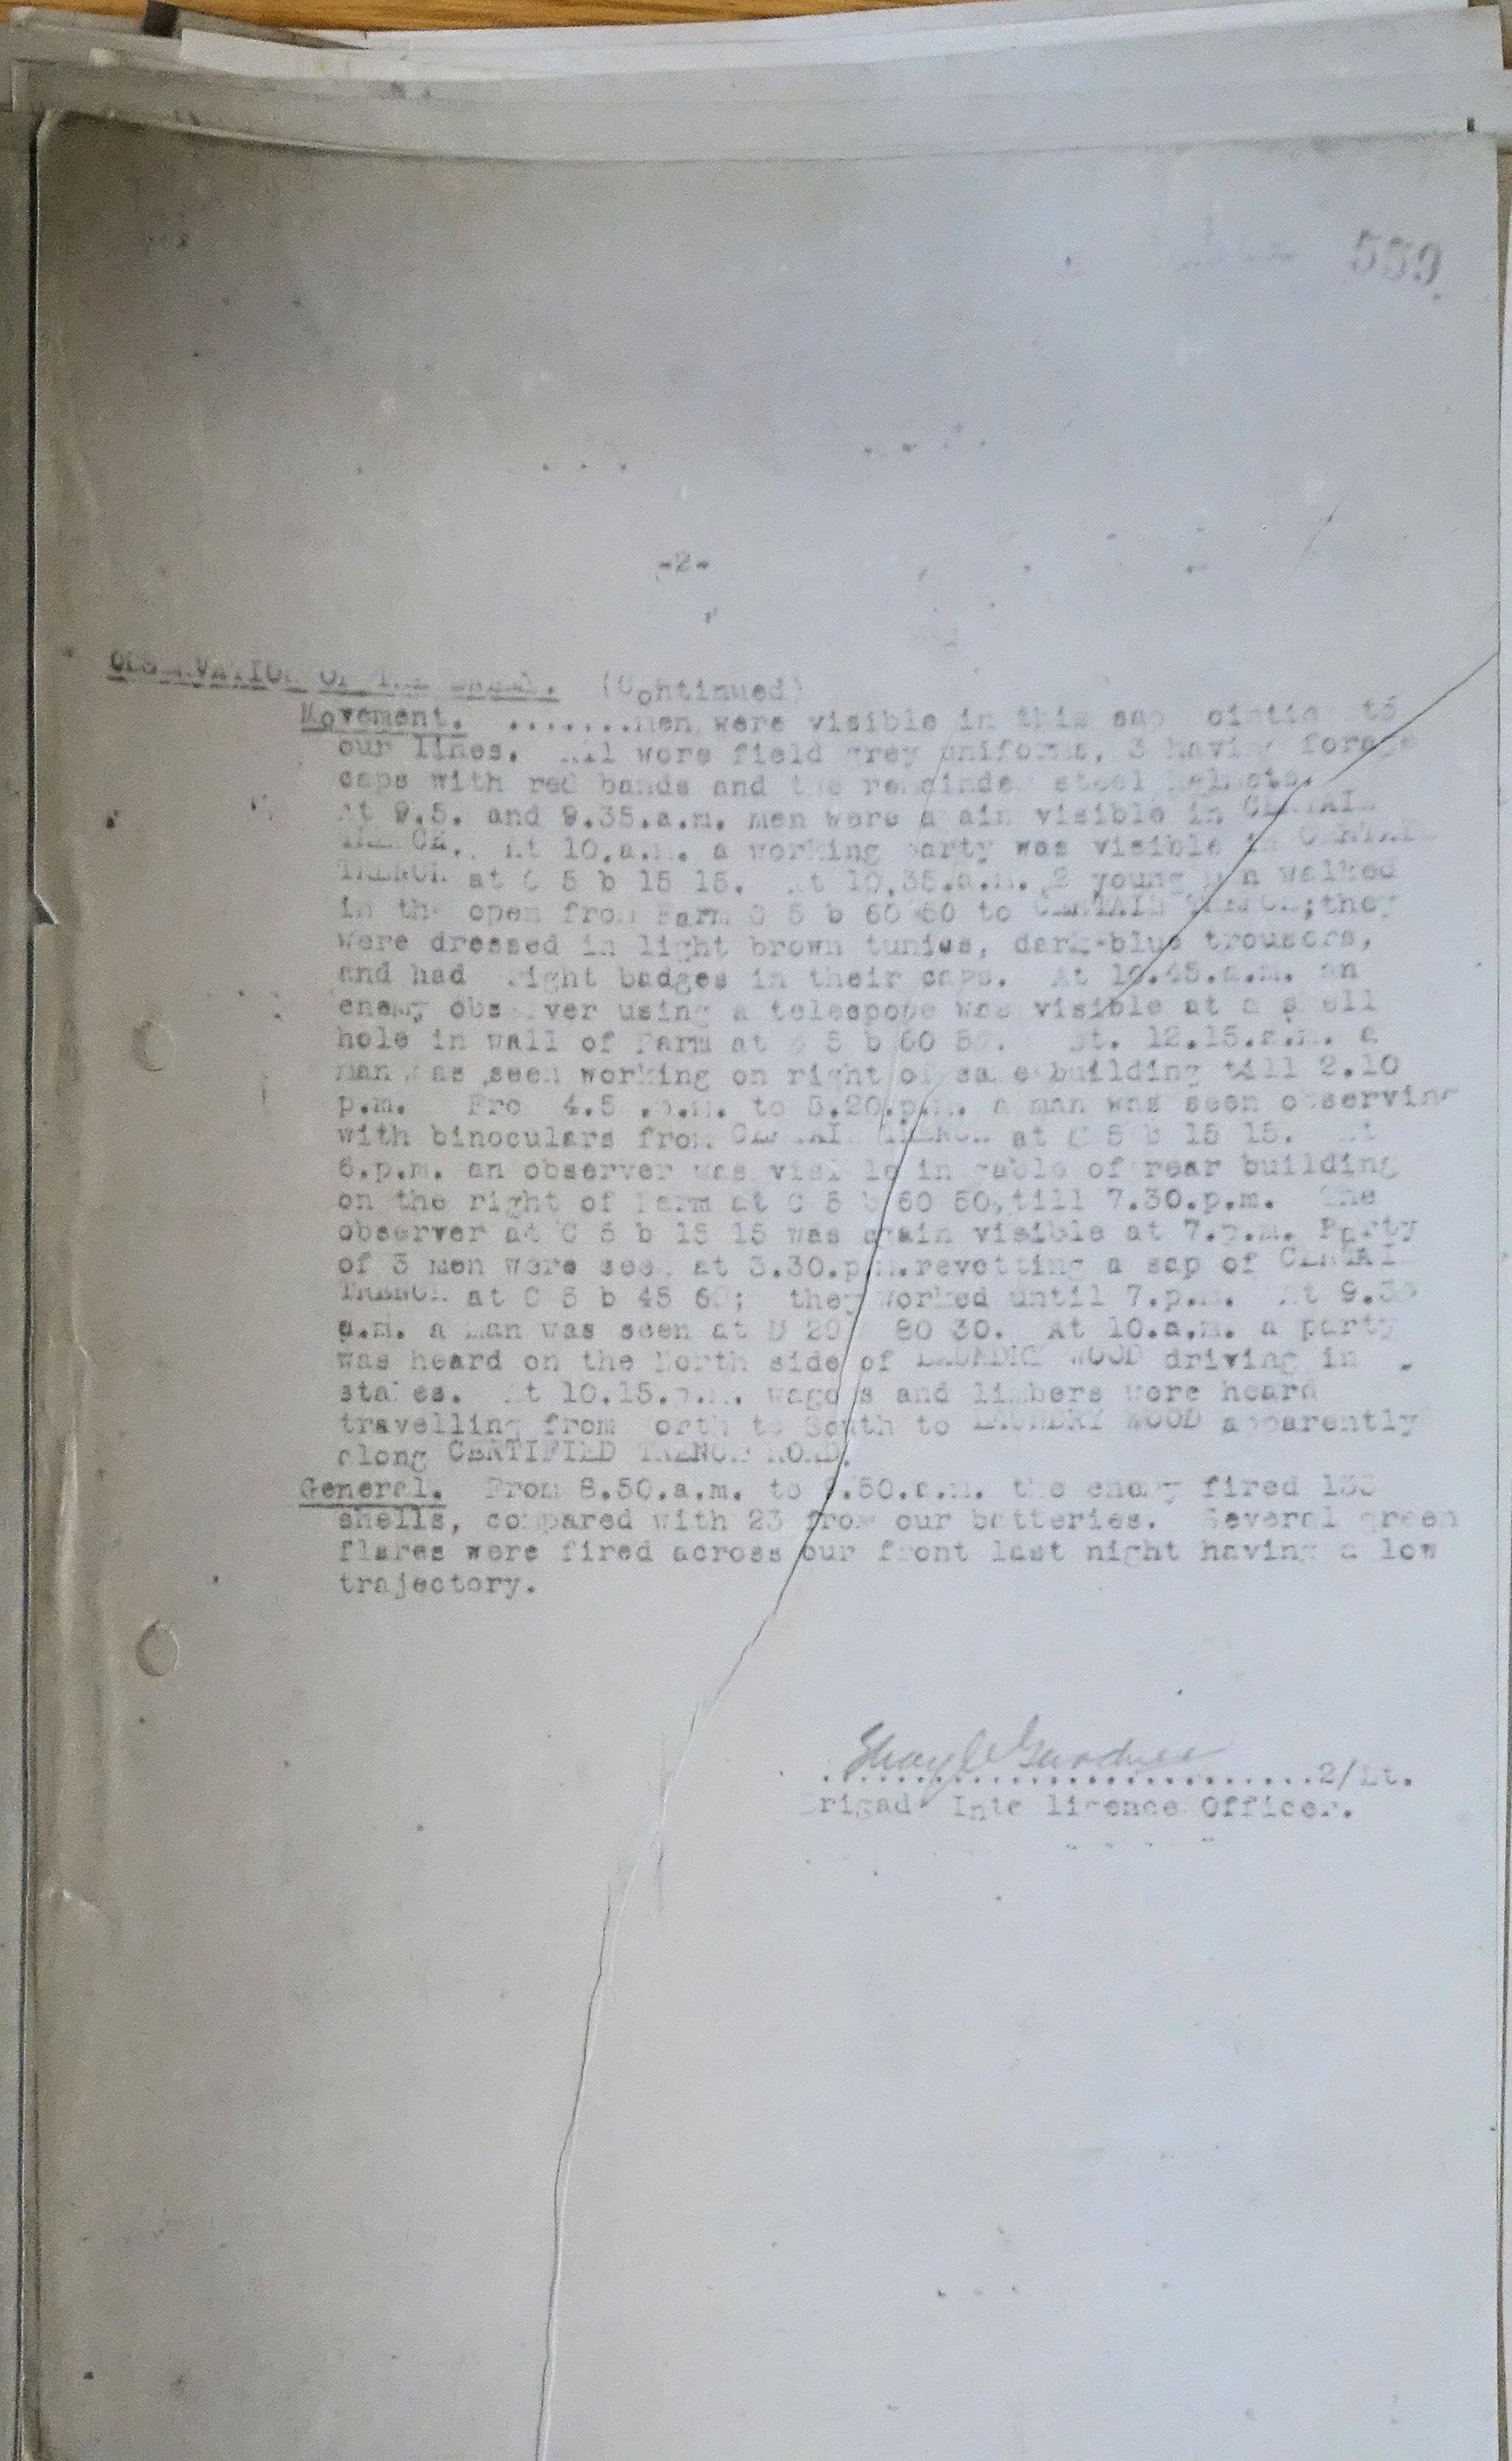 559
-2-
OBSERVATION OF THE ENEMY. (Continued)
Movement. .......men were visible in this sap pointing to
our lines. All wore field grey uniforms, 3 having forage
caps with red bands and the remainder steel helmets.
At 9.5. and 9.35.a.m. men were again visible in
TRENCH. At 10.a.m. a working party was visible in
TRENCH at C 5 b 15 15. At 10.35.a.m. 2 young men walked
in the open from Farm C 5 b 60 50 to TRENCH; they
were dressed in light brown tunics, dark-blue trousers,
and had bright badges in their caps. At 10.45.a.m. an
enemy observer using a telescope was visible at a shell
hole in wall of Farm at 5 b 60 At. 12.15. a
man was seen working on right of same building till 2.10
p.m. From to 5.20.p.m. a man was seen observing
with binoculars from TRENCH at C 5 b 15 15. At
6.p.m. an observer was visible in gable of rear building
on the right of Farm at C 5 b 60 50, till 7.30.p.m. The
observer at C 5 b 15 15 was again visible at 7.p.m. Party
of 3 men were seen at 3.30.p.m. revetting a sap of
TRENCH at C 5 b 45 ; they worked until 7.p.m. At 9.30
a man was seen at 80 30. At 10.a.m. a party
was heard on the North side of LAUNDRY WOOD driving in
stakes. At 10.15. wagons and limbers were heard
travelling from North to South to LAUNDRY WOOD apparently
along CERTIFIED TRENCH ROAD.
General. From 8.50.a.m. to .50.a.m. the enemy fired
shells, compared with 23 from our batteries. Several green
flares were fired across our front last night having a low
trajectory.
..............................2/Lt.
Brigade Intelligence Officer.